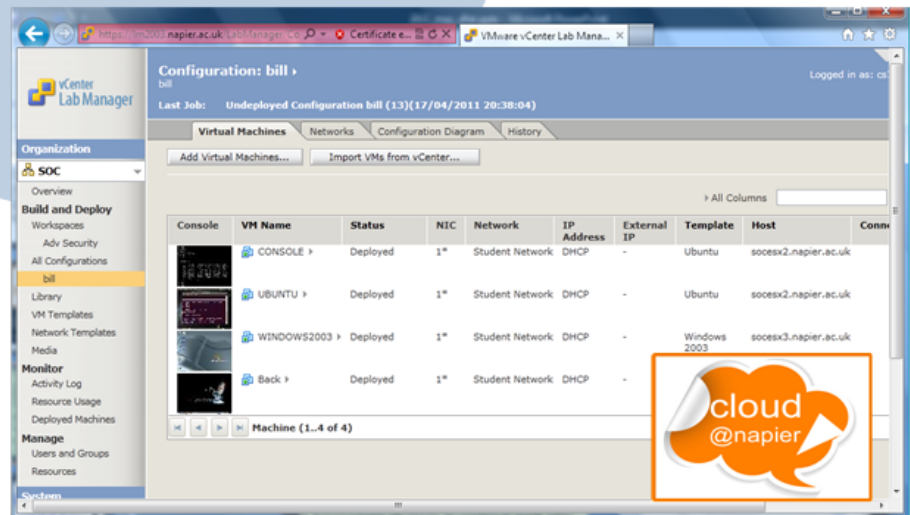 https://lm2003.napier.ac.uk/LabManager/Co
Certificate e...
VMware vCenter Lab Mana...
vCenter
Lab Manager
Configuration: bill
bill
Logged in as: cs
Last Job: Undeployed Configuration bill (13)(17/04/2011 20:38:04)
Virtual Machines
Networks
Configuration Diagram
History
Add Virtual Machines...
Import VMs from vCenter...
Organization
SOC
Overview
Build and Deploy
Workspaces
Adv Security
All Configurations
bill
Library
VM Templates
Network Templates
Media
Monitor
Activity Log
Resource Usage
Deployed Machines
Manage
Users and Groups
Resources
System
All Columns
Console VM Name Status NIC Network IP Address External IP Template Host Conne
CONSOLE Deployed 1* Student Network DHCP - Ubuntu socesx2.napier.ac.uk
UBUNTU Deployed 1* Student Network DHCP - Ubuntu socesx2.napier.ac.uk
WINDOWS2003 Deployed 1* Student Network DHCP - Windows 2003 socesx3.napier.ac.uk
Back Deployed 1* Student Network DHCP -
Machine (1..4 of 4)
cloud
@napier